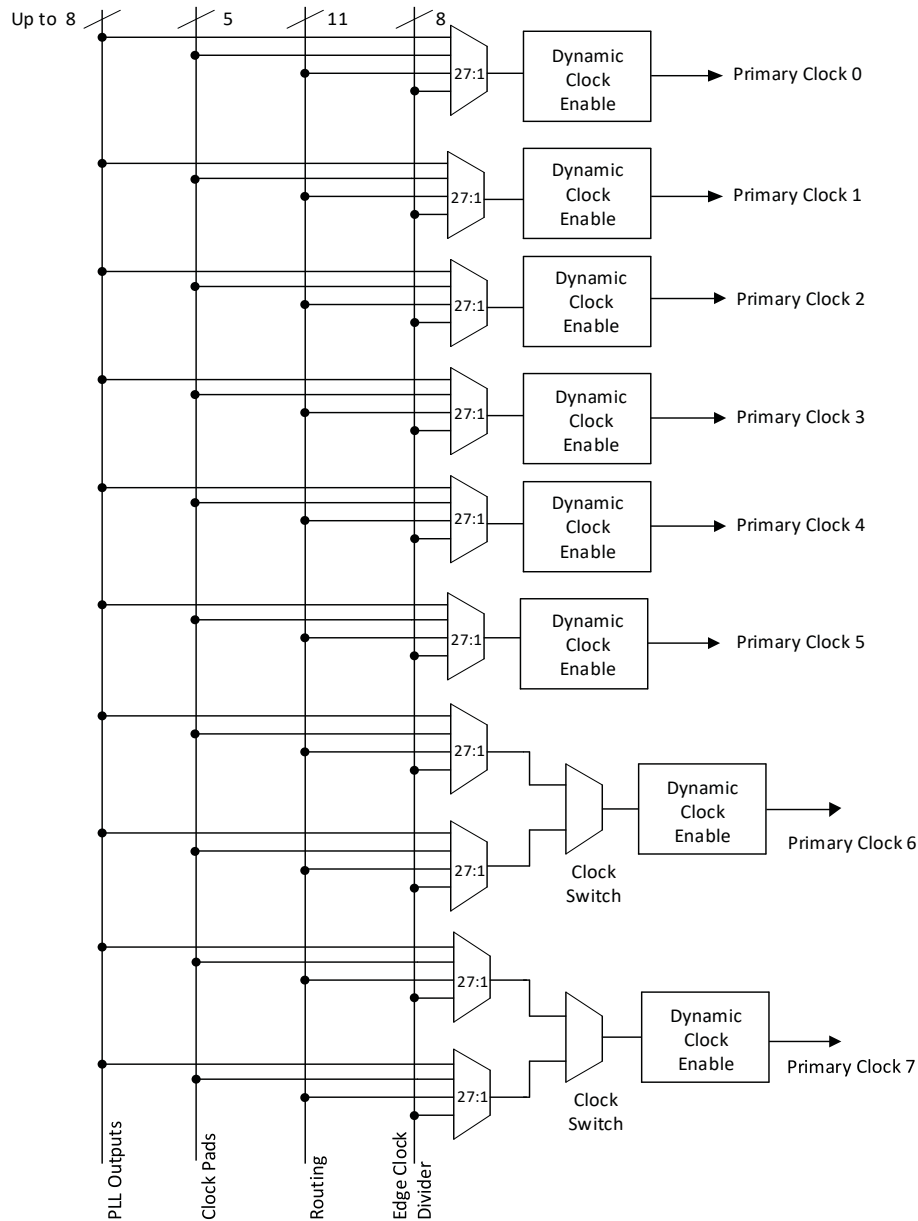 Up to 8
5
11
8
27:1
Dynamic
Clock
Enable
Primary Clock 0
27:1
Dynamic
Clock
Enable
Primary Clock 1
27:1
Dynamic
Clock
Enable
Primary Clock 2
27:1
Dynamic
Clock
Enable
Primary Clock 3
27:1
Dynamic
Clock
Enable
Primary Clock 4
27:1
Dynamic
Clock
Enable
Primary Clock 5
27:1
27:1
Clock
Switch
Dynamic
Clock
Enable
Primary Clock 6
27:1
27:1
Clock
Switch
Dynamic
Clock
Enable
Primary Clock 7
PLL Outputs
Clock Pads
Routing
Edge Clock
Divider